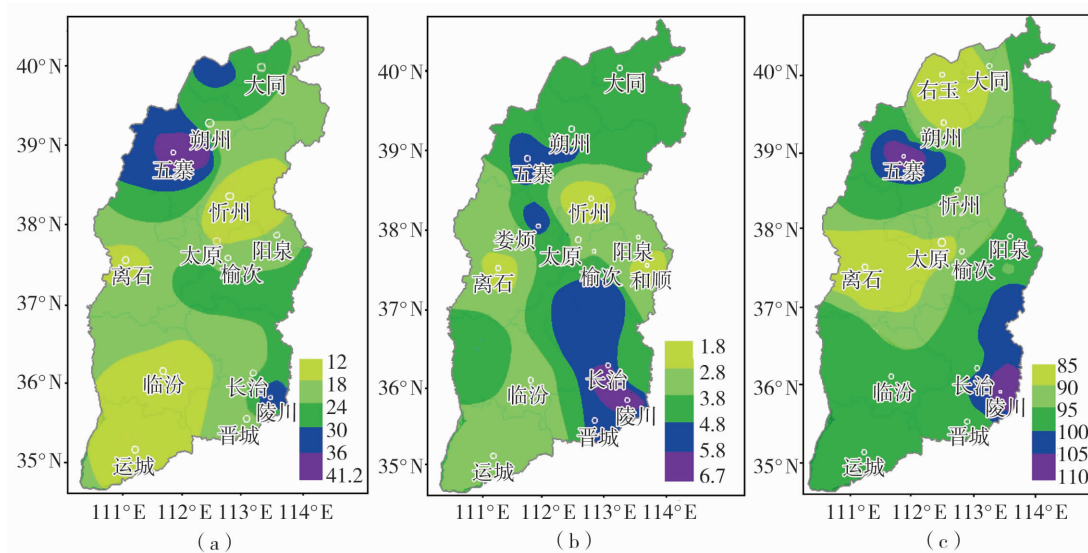 40°N
39°N
38°N
37°N
36°N
35°N
大同
朔州
五寨
忻州
太原
阳泉
榆次
离石
临汾
长治
陵川
晋城
运城
12
18
24
30
36
41.2
111°E
112°E
113°E
114°E
(a)
40°N
39°N
38°N
37°N
36°N
35°N
大同
朔州
五寨
忻州
娄烦
太原
阳泉
榆次
和顺
离石
临汾
长治
陵川
晋城
运城
1.8
2.8
3.8
4.8
5.8
6.7
111°E
112°E
113°E
114°E
(b)
40°N
39°N
38°N
37°N
36°N
35°N
右玉
大同
朔州
五寨
忻州
太原
阳泉
榆次
离石
临汾
长治
陵川
晋城
运城
85
90
95
100
105
110
111°E
112°E
113°E
114°E
(c)